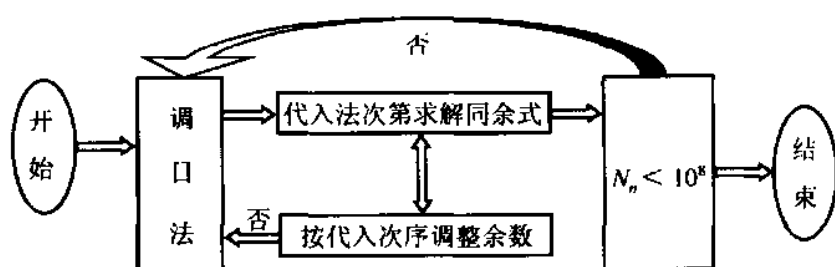 否
开始
调日法
代入法次第求解同余式
否
按代入次序调整余数
Nₙ < 10⁸
结束